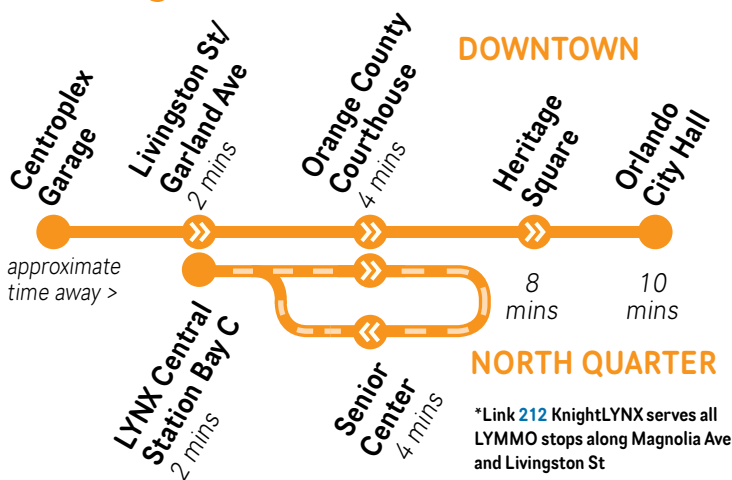 DOWNTOWN
Centroplex
Garage
Livingston St/
Garland Ave
2 mins
Orange County
Courthouse
4 mins
Heritage
Square
Orlando
City Hall
approximate
time away >
8
mins
10
mins
LYNX Central
Station Bay C
2 mins
Senior
Center
4 mins
NORTH QUARTER
*Link 212 KnightLYNX serves all
LYMMO stops along Magnolia Ave
and Livingston St